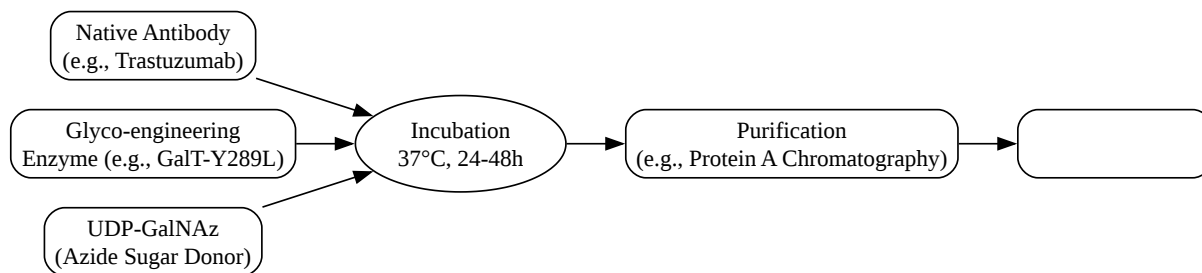 Native Antibody
(e.g., Trastuzumab)
Glyco-engineering
Enzyme (e.g., GalT-Y289L)
UDP-GalNAz
(Azide Sugar Donor)
Incubation
37°C, 24-48h
Purification
(e.g., Protein A Chromatography)